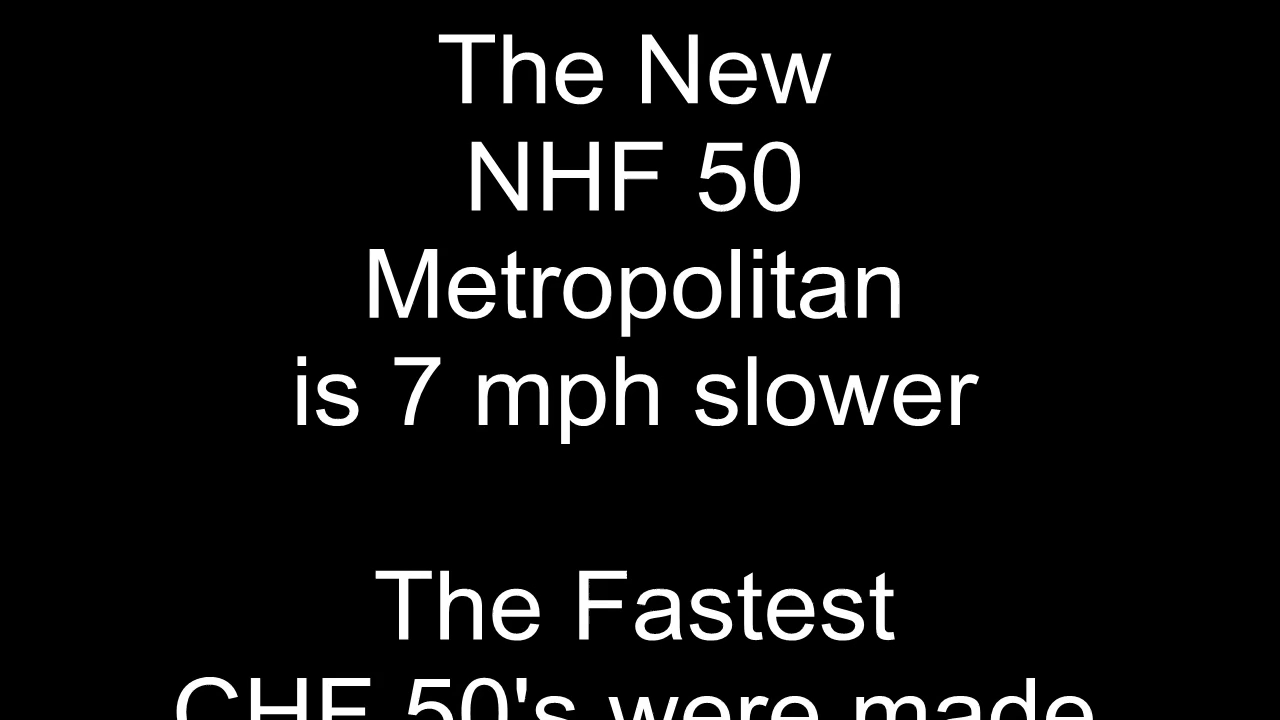 The New
NHF 50
Metropolitan
is 7 mph slower
The Fastest
CHF 50's were made